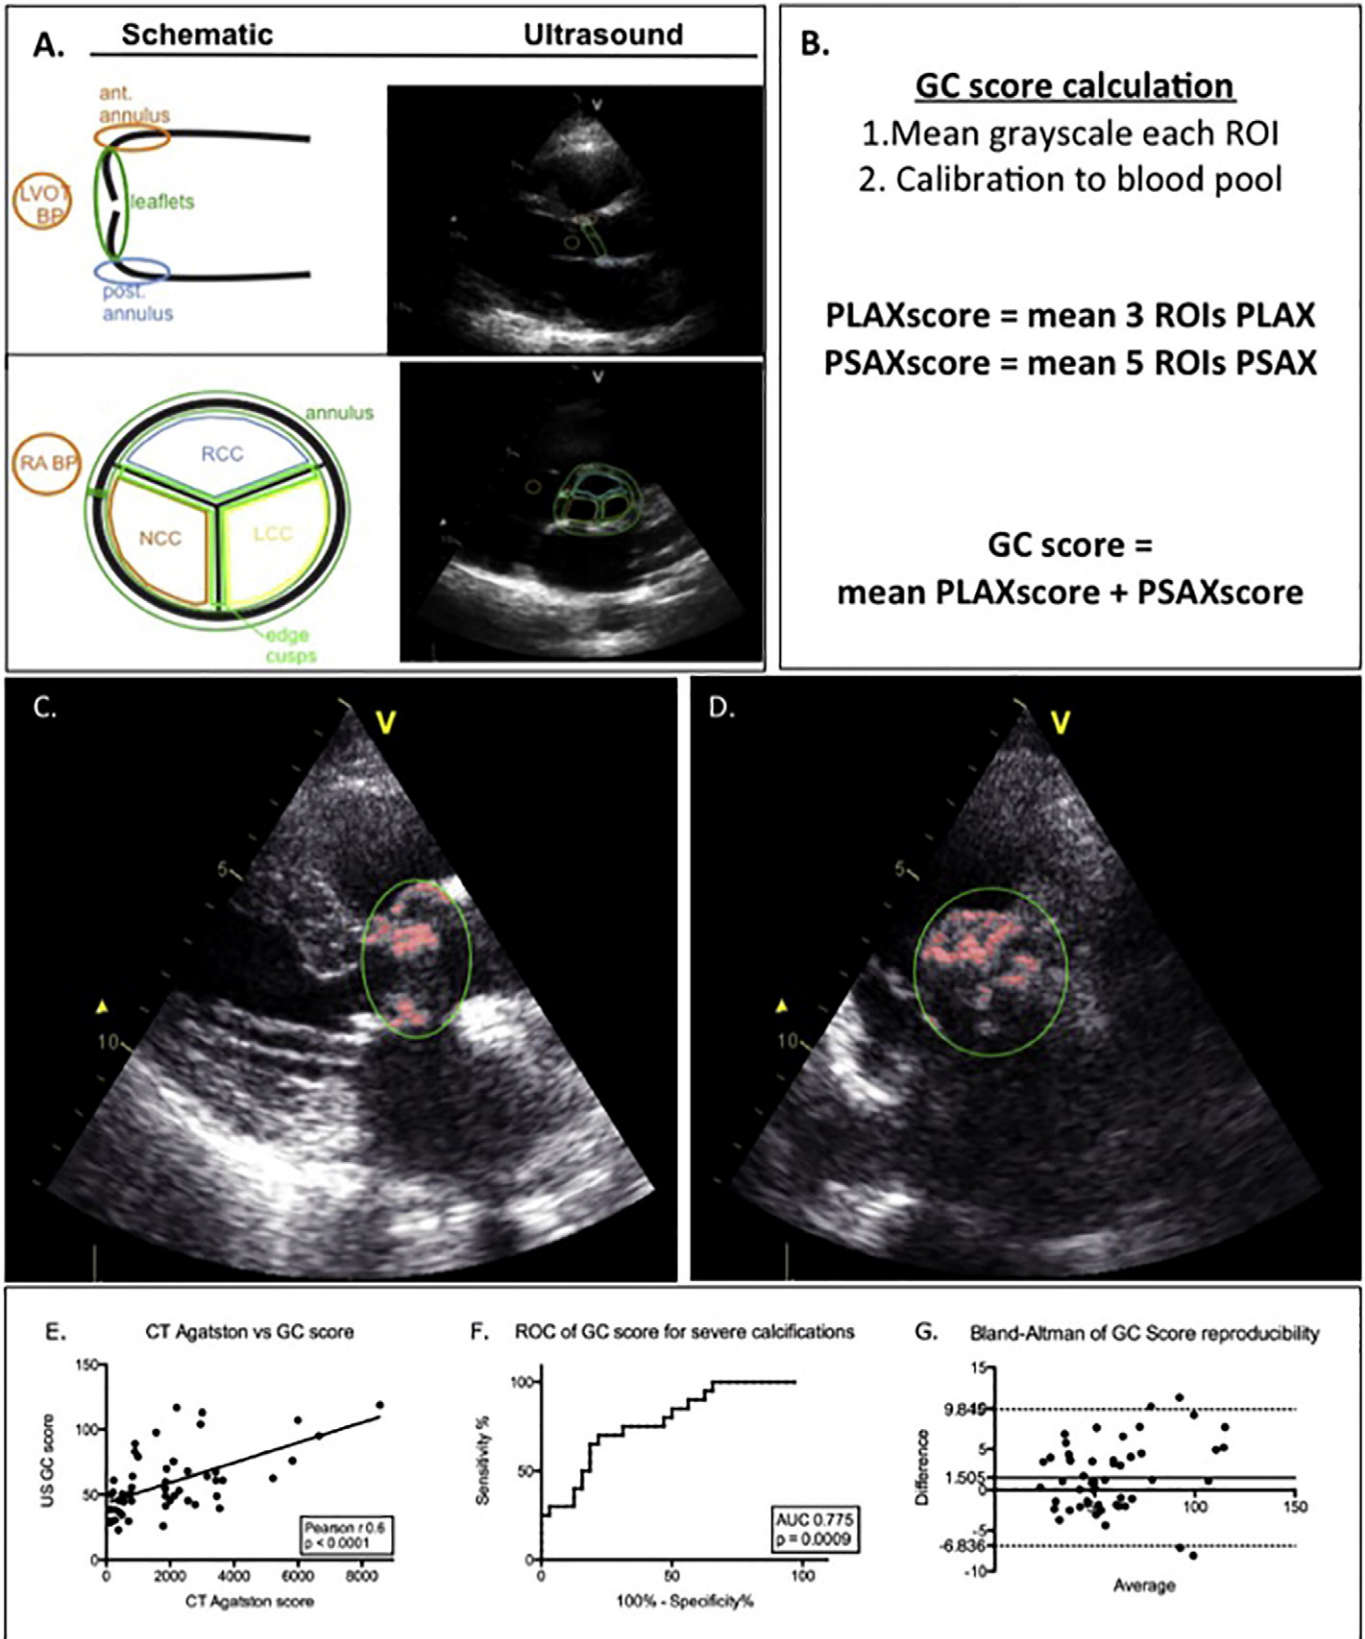 A.
Schematic
Ultrasound
ant.
annulus
LVOT
BP
leaflets
post.
annulus
V
annulus
RCC
RA BP
NCC
LCC
edge
cusps
V
B.
GC score calculation
1.Mean grayscale each ROI
2. Calibration to blood pool
PLAXscore = mean 3 ROIs PLAX
PSAXscore = mean 5 ROIs PSAX
GC score =
mean PLAXscore + PSAXscore
C.
V
5
10
D.
V
5
10
E.
CT Agatston vs GC score
US GC score
150
100
50
0
0 2000 4000 6000 8000
CT Agatston score
Pearson r 0.6
p < 0.0001
F.
ROC of GC score for severe calcifications
Sensitivity %
100
50
0
0 50 100
100% - Specificity%
AUC 0.775
p = 0.0009
G.
Bland-Altman of GC Score reproducibility
Difference
15
9.846
5
1.505
0
-5
-6.836
-10
100 150
Average